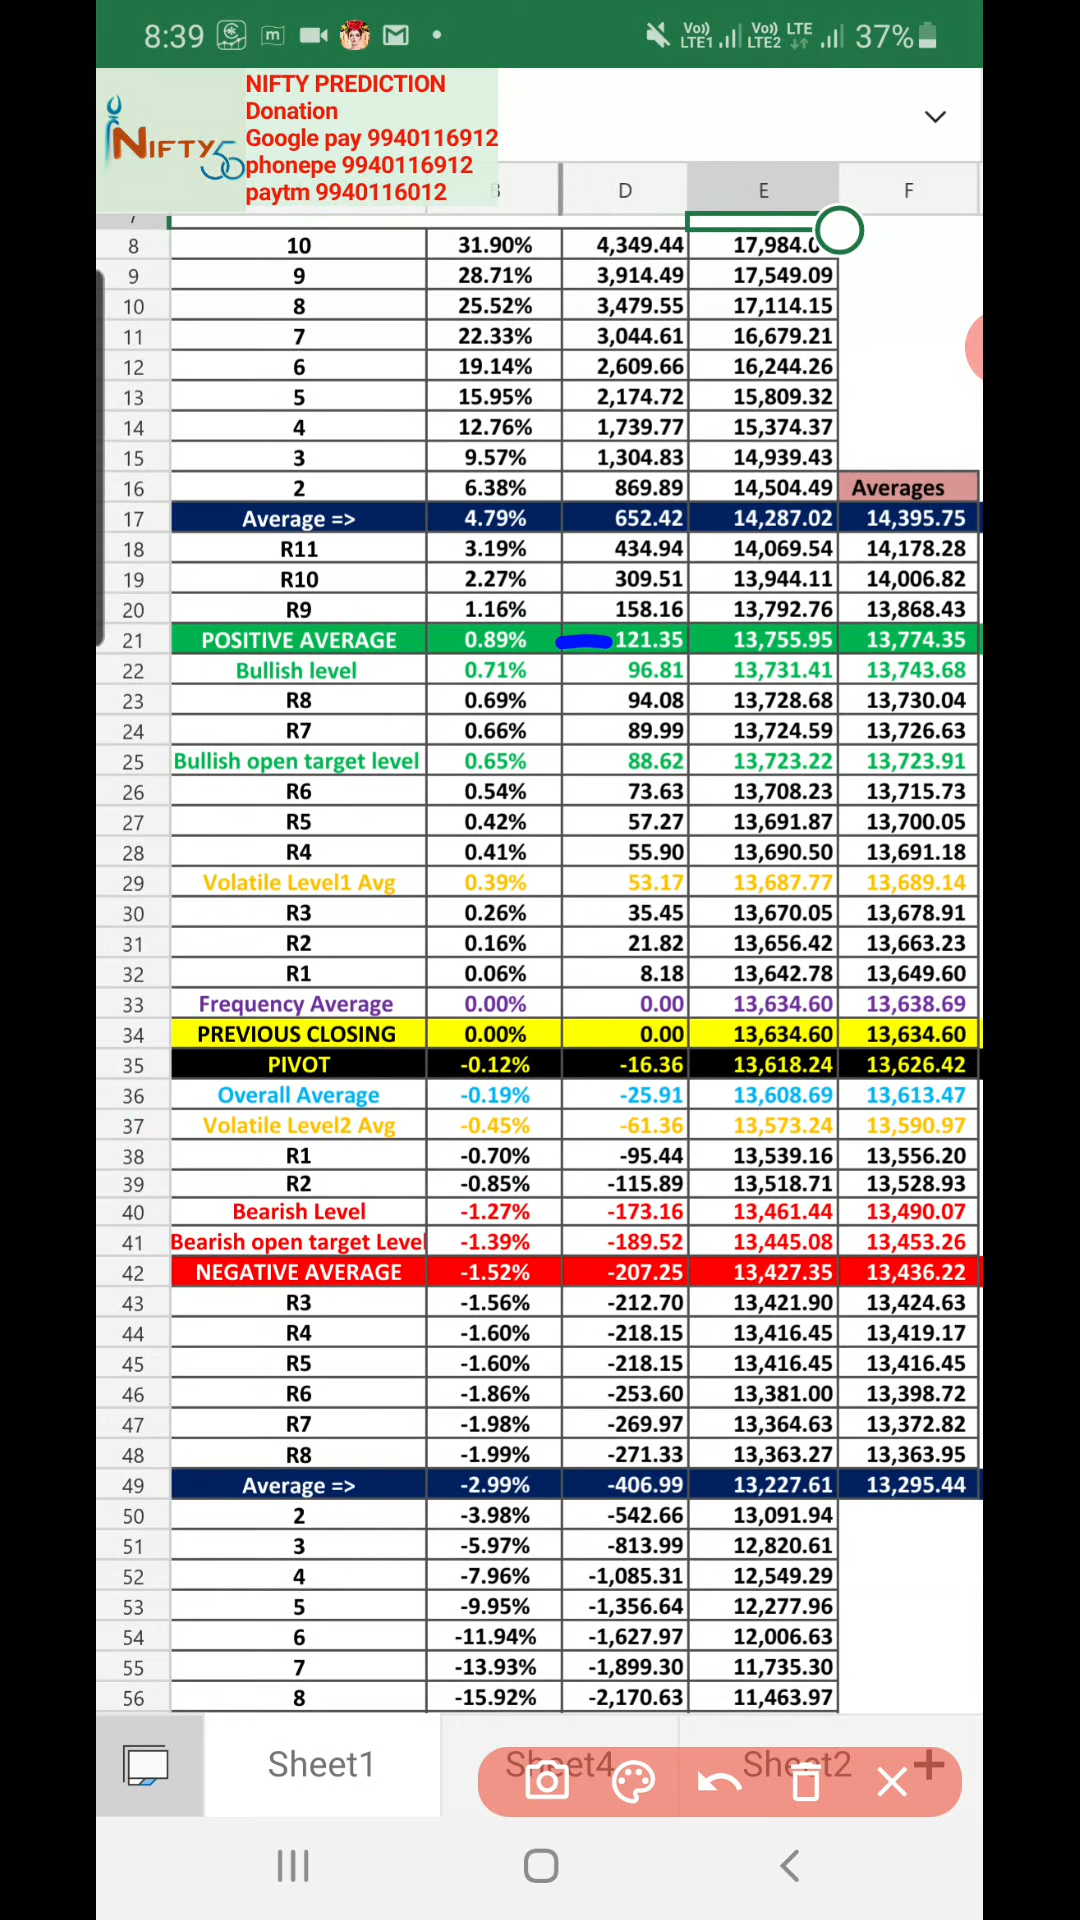 8:39 m M Vo)) LTE1 Vo)) LTE2 LTE 37%
NIFTY PREDICTION
Donation
Google pay 9940116912
phonepe 9940116912
paytm 9940116012
NIFTY50
B D E F
7
8 10 31.90% 4,349.44 17,984.0
9 9 28.71% 3,914.49 17,549.09
10 8 25.52% 3,479.55 17,114.15
11 7 22.33% 3,044.61 16,679.21
12 6 19.14% 2,609.66 16,244.26
13 5 15.95% 2,174.72 15,809.32
14 4 12.76% 1,739.77 15,374.37
15 3 9.57% 1,304.83 14,939.43
16 2 6.38% 869.89 14,504.49 Averages
17 Average => 4.79% 652.42 14,287.02 14,395.75
18 R11 3.19% 434.94 14,069.54 14,178.28
19 R10 2.27% 309.51 13,944.11 14,006.82
20 R9 1.16% 158.16 13,792.76 13,868.43
21 POSITIVE AVERAGE 0.89% 121.35 13,755.95 13,774.35
22 Bullish level 0.71% 96.81 13,731.41 13,743.68
23 R8 0.69% 94.08 13,728.68 13,730.04
24 R7 0.66% 89.99 13,724.59 13,726.63
25 Bullish open target level 0.65% 88.62 13,723.22 13,723.91
26 R6 0.54% 73.63 13,708.23 13,715.73
27 R5 0.42% 57.27 13,691.87 13,700.05
28 R4 0.41% 55.90 13,690.50 13,691.18
29 Volatile Level1 Avg 0.39% 53.17 13,687.77 13,689.14
30 R3 0.26% 35.45 13,670.05 13,678.91
31 R2 0.16% 21.82 13,656.42 13,663.23
32 R1 0.06% 8.18 13,642.78 13,649.60
33 Frequency Average 0.00% 0.00 13,634.60 13,638.69
34 PREVIOUS CLOSING 0.00% 0.00 13,634.60 13,634.60
35 PIVOT -0.12% -16.36 13,618.24 13,626.42
36 Overall Average -0.19% -25.91 13,608.69 13,613.47
37 Volatile Level2 Avg -0.45% -61.36 13,573.24 13,590.97
38 R1 -0.70% -95.44 13,539.16 13,556.20
39 R2 -0.85% -115.89 13,518.71 13,528.93
40 Bearish Level -1.27% -173.16 13,461.44 13,490.07
41 Bearish open target Level -1.39% -189.52 13,445.08 13,453.26
42 NEGATIVE AVERAGE -1.52% -207.25 13,427.35 13,436.22
43 R3 -1.56% -212.70 13,421.90 13,424.63
44 R4 -1.60% -218.15 13,416.45 13,419.17
45 R5 -1.60% -218.15 13,416.45 13,416.45
46 R6 -1.86% -253.60 13,381.00 13,398.72
47 R7 -1.98% -269.97 13,364.63 13,372.82
48 R8 -1.99% -271.33 13,363.27 13,363.95
49 Average => -2.99% -406.99 13,227.61 13,295.44
50 2 -3.98% -542.66 13,091.94
51 3 -5.97% -813.99 12,820.61
52 4 -7.96% -1,085.31 12,549.29
53 5 -9.95% -1,356.64 12,277.96
54 6 -11.94% -1,627.97 12,006.63
55 7 -13.93% -1,899.30 11,735.30
56 8 -15.92% -2,170.63 11,463.97
Sheet1 Sheet4 Sheet2